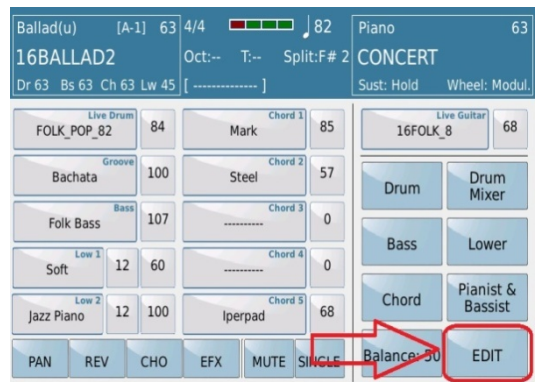 Ballad(u) [A-1] 63 4/4 82 Piano 63
16BALLAD2 Oct:-- T:-- Split:F# 2 CONCERT
Dr 63 Bs 63 Ch 63 Lw 45 [ -------------- ] Sust: Hold Wheel: Modul.
Live Drum Chord 1 Live Guitar
FOLK_POP_82 84 Mark 85 16FOLK_8 68
Groove Chord 2
Bachata 100 Steel 57 Drum Drum Mixer
Bass Chord 3
Folk Bass 107 ---------- 0 Bass Lower
Low 1 Chord 4
Soft 12 60 ---------- 0 Chord Pianist & Bassist
Low 2 Chord 5
Jazz Piano 12 100 Iperpad 68
PAN REV CHO EFX MUTE SINGLE Balance: 50 EDIT